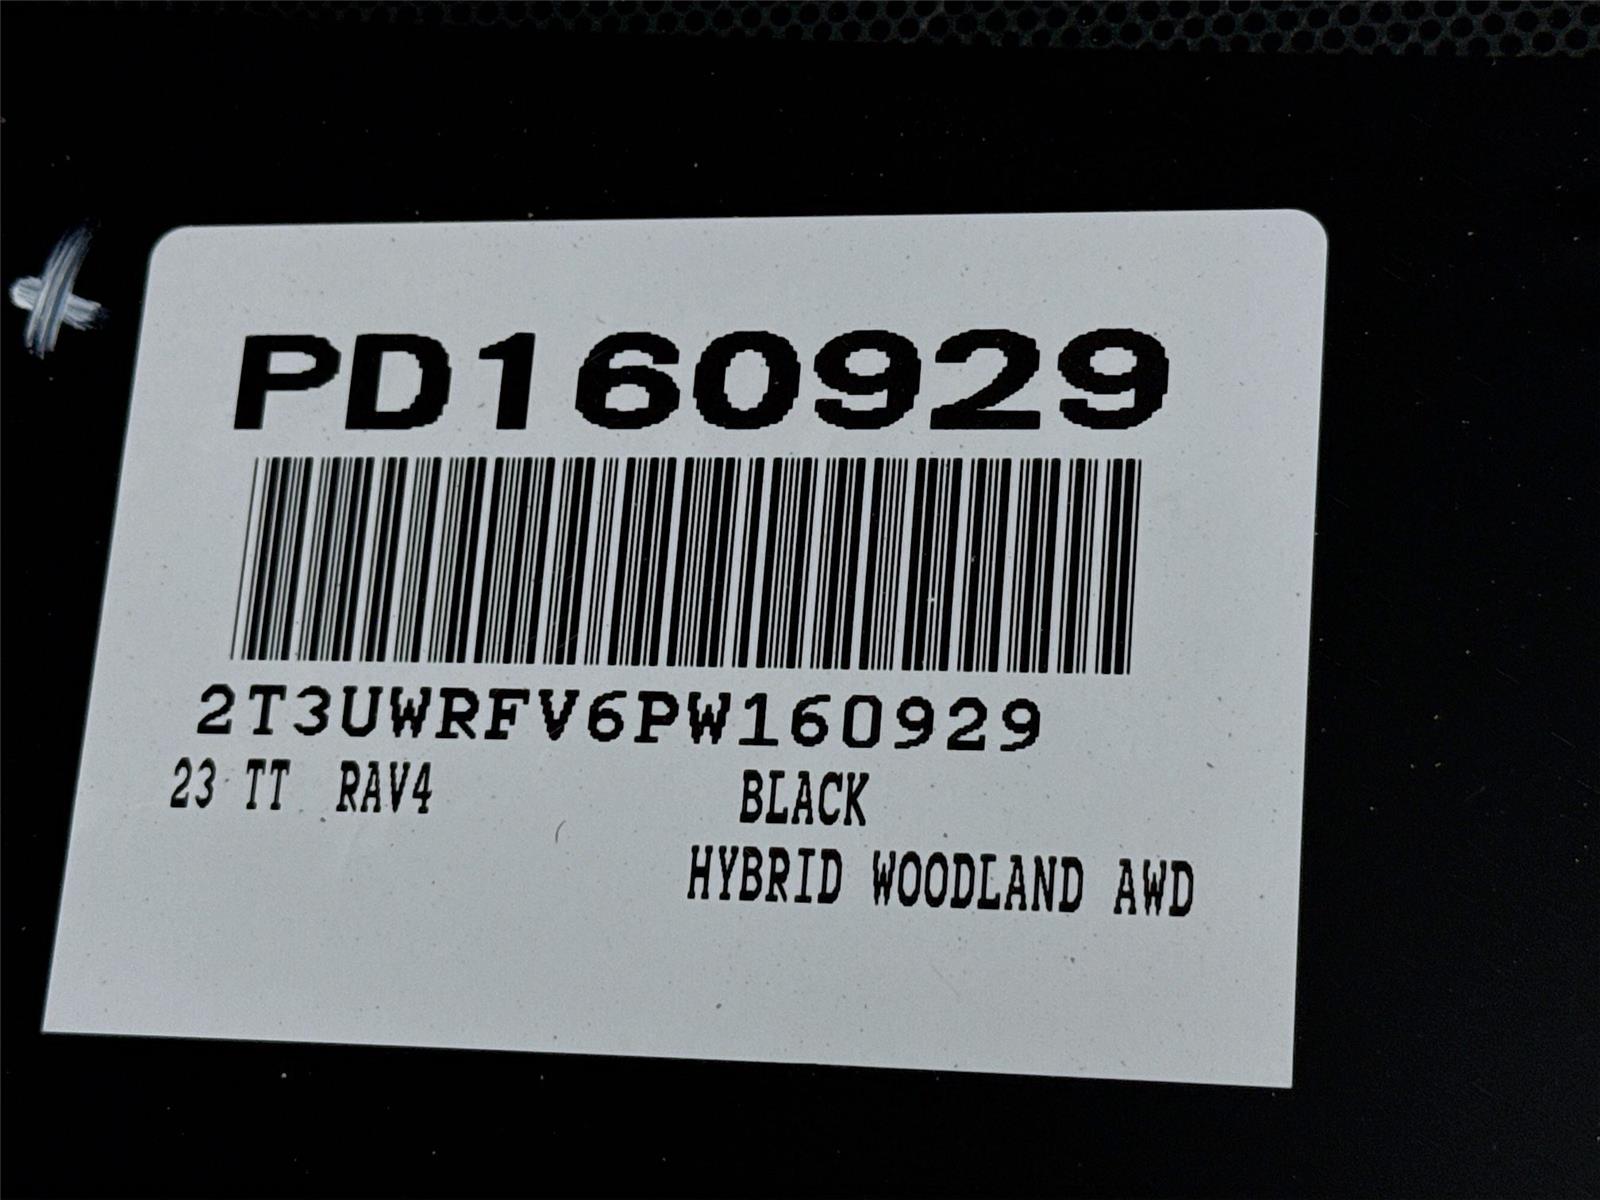 PD160929
2T3UWRFV6PW160929
23 TT RAV4 BLACK
HYBRID WOODLAND AWD